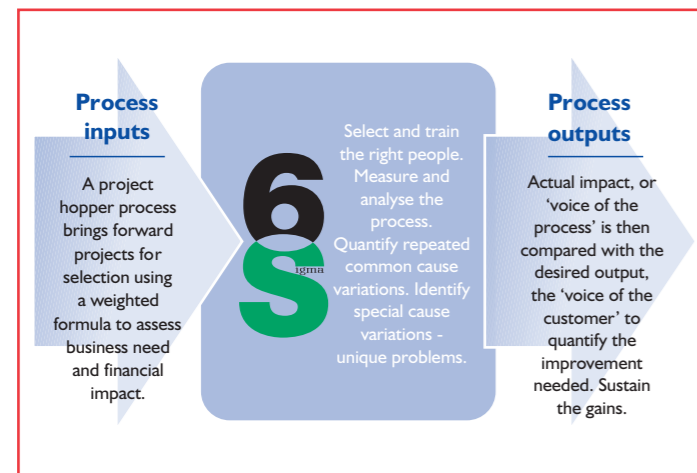 Process
inputs
A project
hopper process
brings forward
projects for
selection using
a weighted
formula to assess
business need
and financial
impact.
6
Sigma
Select and train
the right people.
Measure and
analyse the
process.
Quantify repeated
common cause
variations. Identify
special cause
variations -
unique problems.
Process
outputs
Actual impact, or
‘voice of the
process’ is then
compared with the
desired output,
the ‘voice of the
customer’ to
quantify the
improvement
needed. Sustain
the gains.